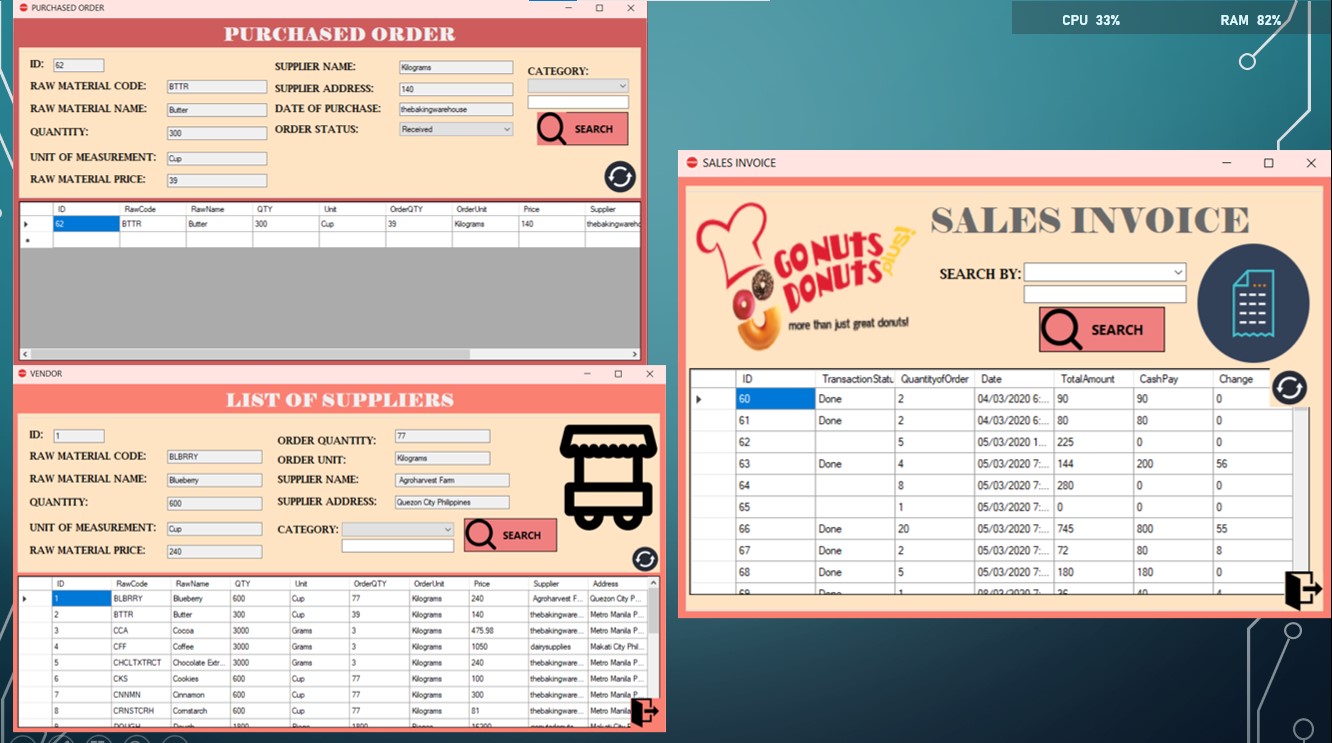 PURCHASED ORDER
PURCHASED ORDER
ID: 62
RAW MATERIAL CODE: BTTR
RAW MATERIAL NAME: Butter
QUANTITY: 300
UNIT OF MEASUREMENT: Cup
RAW MATERIAL PRICE: 39
SUPPLIER NAME: Kilograms
SUPPLIER ADDRESS: 140
DATE OF PURCHASE: thebakingwarehouse
ORDER STATUS: Received
CATEGORY:
SEARCH
ID RawCode RawName QTY Unit OrderQTY OrderUnit Price Supplier
62 BTTR Butter 300 Cup 39 Kilograms 140 thebakingwareho
VENDOR
LIST OF SUPPLIERS
ID: 1
RAW MATERIAL CODE: BLBRRY
RAW MATERIAL NAME: Blueberry
QUANTITY: 600
UNIT OF MEASUREMENT: Cup
RAW MATERIAL PRICE: 240
ORDER QUANTITY: 77
ORDER UNIT: Kilograms
SUPPLIER NAME: Agroharvest Farm
SUPPLIER ADDRESS: Quezon City Philippines
CATEGORY:
SEARCH
ID RawCode RawName QTY Unit OrderQTY OrderUnit Price Supplier Address
1 BLBRRY Blueberry 600 Cup 77 Kilograms 240 Agroharvest F... Quezon City P...
2 BTTR Butter 300 Cup 39 Kilograms 140 thebakingware... Metro Manila P...
3 CCA Cocoa 3000 Grams 3 Kilograms 475.98 thebakingware... Metro Manila P...
4 CFF Coffee 3000 Grams 3 Kilograms 1050 dairysupplies Makati City Phil...
5 CHCLTXTRCT Chocolate Extr... 3000 Grams 3 Kilograms 240 thebakingware... Metro Manila P...
6 CKS Cookies 600 Cup 77 Kilograms 100 thebakingware... Metro Manila P...
7 CNNMN Cinnamon 600 Cup 77 Kilograms 300 thebakingware... Metro Manila P...
8 CRNSTCRH Cornstarch 600 Cup 77 Kilograms 81 thebakingware... Metro Manila
CPU 33% RAM 82%
SALES INVOICE
GO NUTS
DONUTS
plus!
more than just great donuts!
SALES INVOICE
SEARCH BY:
SEARCH
ID TransactionStatu QuantityofOrder Date TotalAmount CashPay Change
60 Done 2 04/03/2020 6:... 90 90 0
61 Done 2 04/03/2020 6:... 80 80 0
62 5 05/03/2020 1... 225 0 0
63 Done 4 05/03/2020 7:... 144 200 56
64 8 05/03/2020 7:... 280 0 0
65 1 05/03/2020 7:... 0 0 0
66 Done 20 05/03/2020 7:... 745 800 55
67 Done 2 05/03/2020 7:... 72 80 8
68 Done 5 05/03/2020 7:... 180 180 0